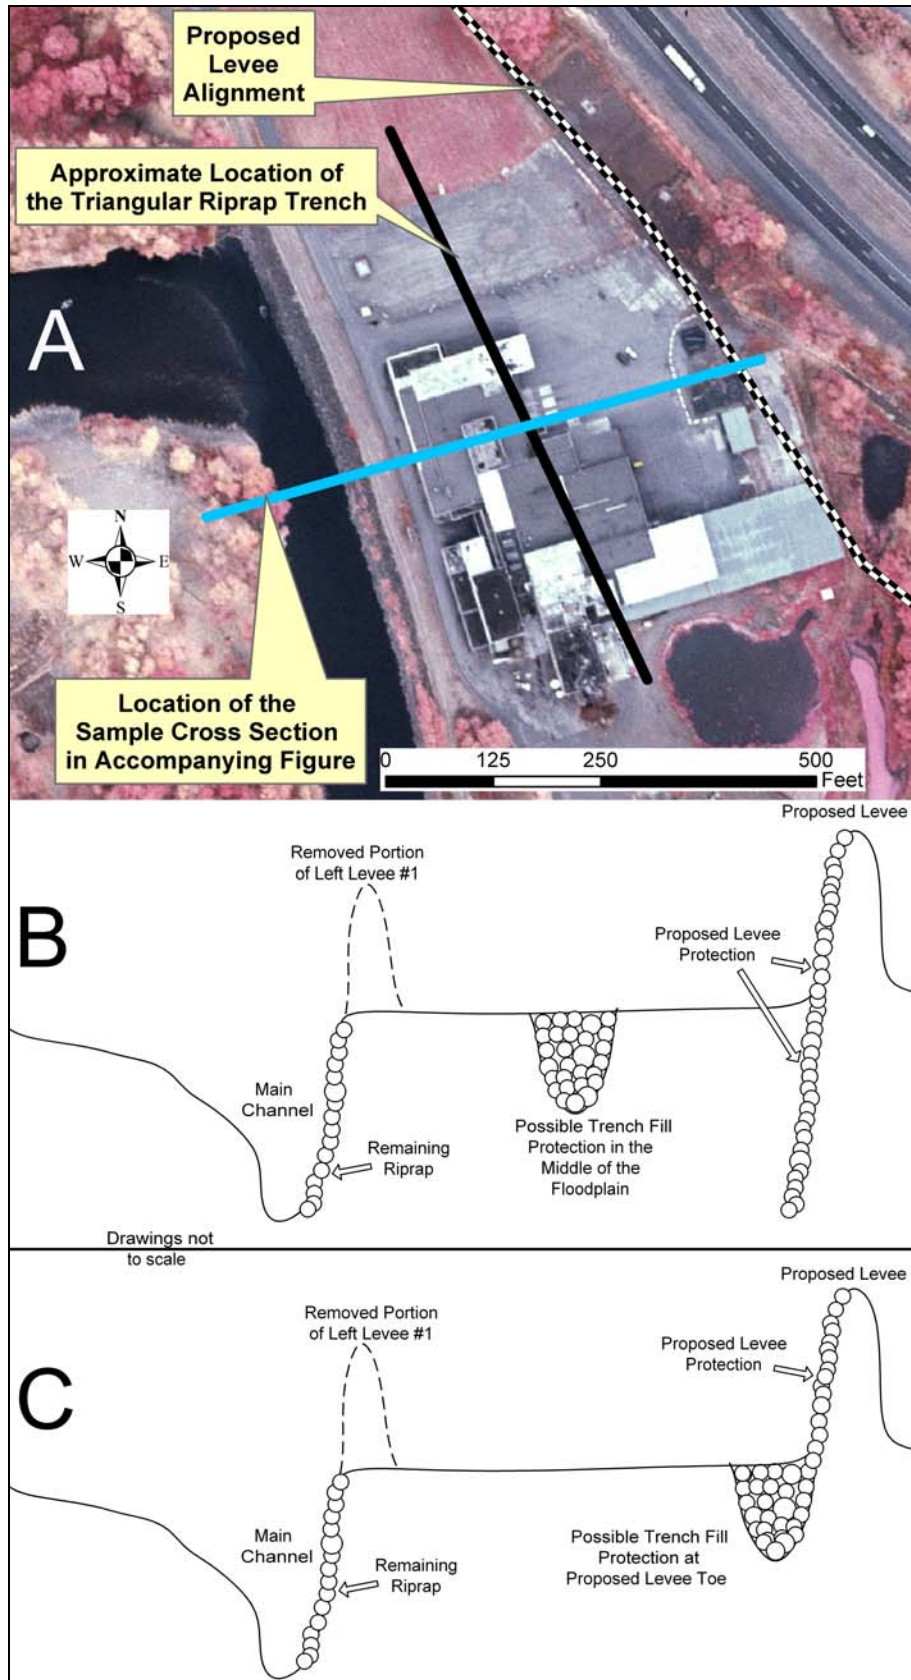 Proposed
Levee
Alignment
Approximate Location of
the Triangular Riprap Trench
A
N
W E
S
Location of the
Sample Cross Section
in Accompanying Figure
0 125 250 500
Feet
Proposed Levee
Removed Portion
of Left Levee #1
B
Proposed Levee
Protection
Main
Channel
Remaining
Riprap
Possible Trench Fill
Protection in the
Middle of the
Floodplain
Drawings not
to scale
Proposed Levee
Removed Portion
of Left Levee #1
Proposed Levee
Protection
C
Main
Channel
Remaining
Riprap
Possible Trench Fill
Protection at
Proposed Levee Toe